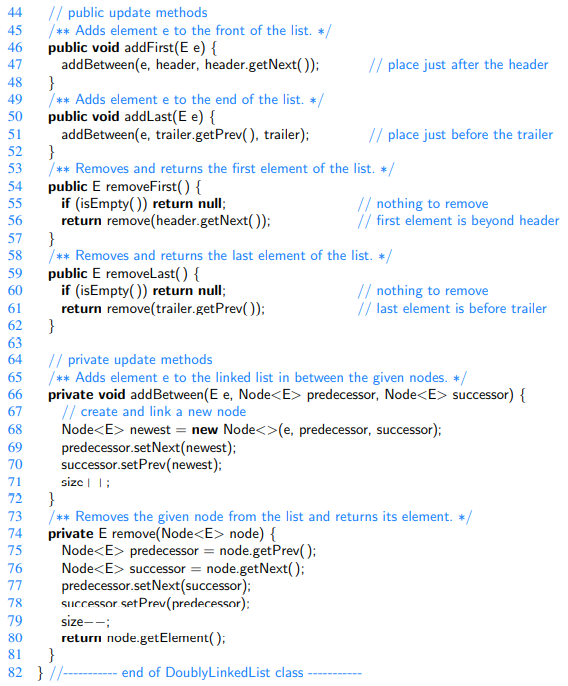 44 // public update methods
45 /** Adds element e to the front of the list. */
46 public void addFirst(E e) {
47 addBetween(e, header, header.getNext()); // place just after the header
48 }
49 /** Adds element e to the end of the list. */
50 public void addLast(E e) {
51 addBetween(e, trailer.getPrev(), trailer); // place just before the trailer
52 }
53 /** Removes and returns the first element of the list. */
54 public E removeFirst() {
55 if (isEmpty()) return null; // nothing to remove
56 return remove(header.getNext()); // first element is beyond header
57 }
58 /** Removes and returns the last element of the list. */
59 public E removeLast() {
60 if (isEmpty()) return null; // nothing to remove
61 return remove(trailer.getPrev()); // last element is before trailer
62 }
63
64 // private update methods
65 /** Adds element e to the linked list in between the given nodes. */
66 private void addBetween(E e, Node<E> predecessor, Node<E> successor) {
67 // create and link a new node
68 Node<E> newest = new Node<>(e, predecessor, successor);
69 predecessor.setNext(newest);
70 successor.setPrev(newest);
71 size++;
72 }
73 /** Removes the given node from the list and returns its element. */
74 private E remove(Node<E> node) {
75 Node<E> predecessor = node.getPrev();
76 Node<E> successor = node.getNext();
77 predecessor.setNext(successor);
78 successor.setPrev(predecessor);
79 size−−;
80 return node.getElement();
81 }
82 } //----------- end of DoublyLinkedList class -----------